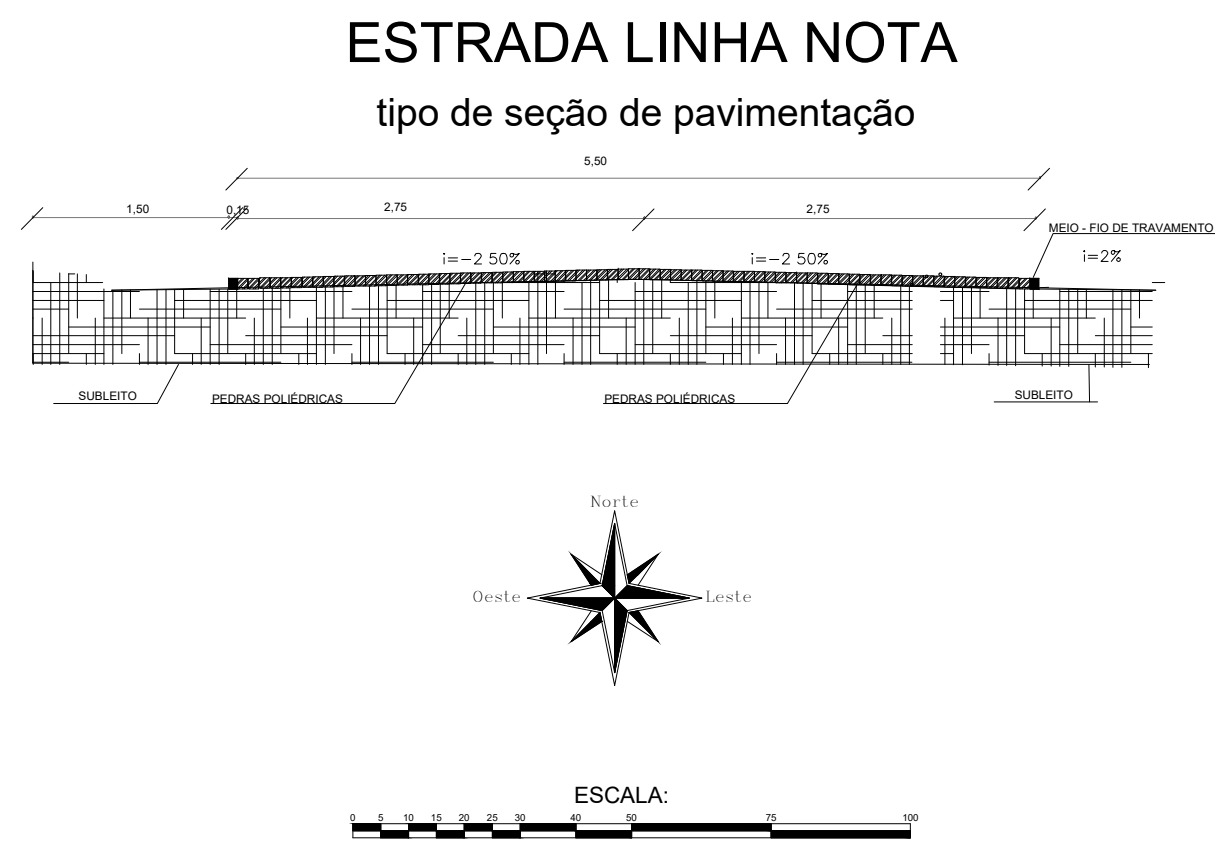 ESTRADA LINHA NOTA
tipo de seção de pavimentação
5,50
1,50
0,15
2,75
2,75
MEIO - FIO DE TRAVAMENTO
i=-2 50%
i=-2 50%
i=2%
SUBLEITO
PEDRAS POLIÉDRICAS
PEDRAS POLIÉDRICAS
SUBLEITO
Norte
Oeste
Leste
ESCALA:
0 5 10 15 20 25 30 40 50 75 100